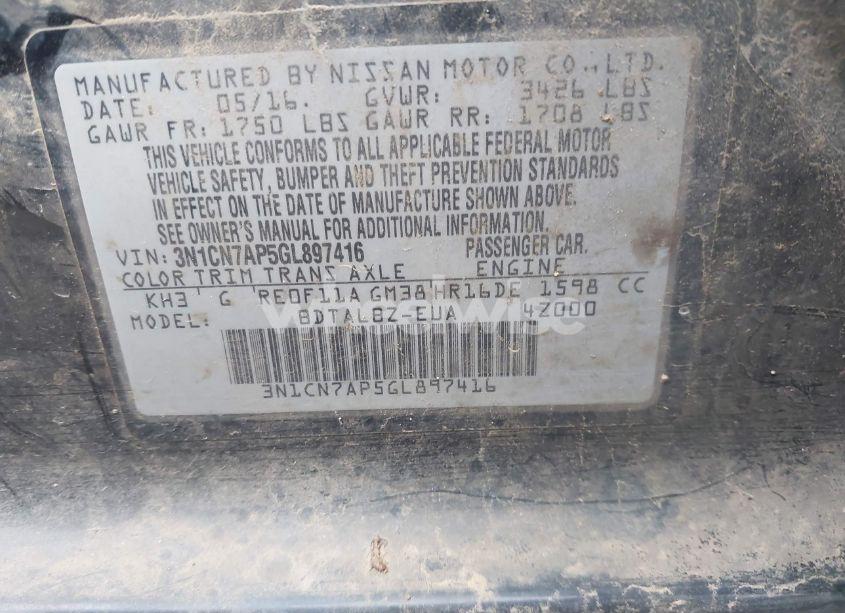 MANUFACTURED BY NISSAN MOTOR CO.,LTD.
DATE: 05/16. GVWR: 3426 LBS
GAWR FR: 1750 LBS GAWR RR: 1708 LBS
THIS VEHICLE CONFORMS TO ALL APPLICABLE FEDERAL MOTOR
VEHICLE SAFETY, BUMPER AND THEFT PREVENTION STANDARDS
IN EFFECT ON THE DATE OF MANUFACTURE SHOWN ABOVE.
SEE OWNER'S MANUAL FOR ADDITIONAL INFORMATION.
VIN: 3N1CN7AP5GL897416 PASSENGER CAR.
COLOR TRIM TRANS AXLE ENGINE
KH3 G RE0F11A GM38 HR16DE 1598 CC
MODEL: BDTALBZ-EUA 4Z000
3N1CN7AP5GL897416